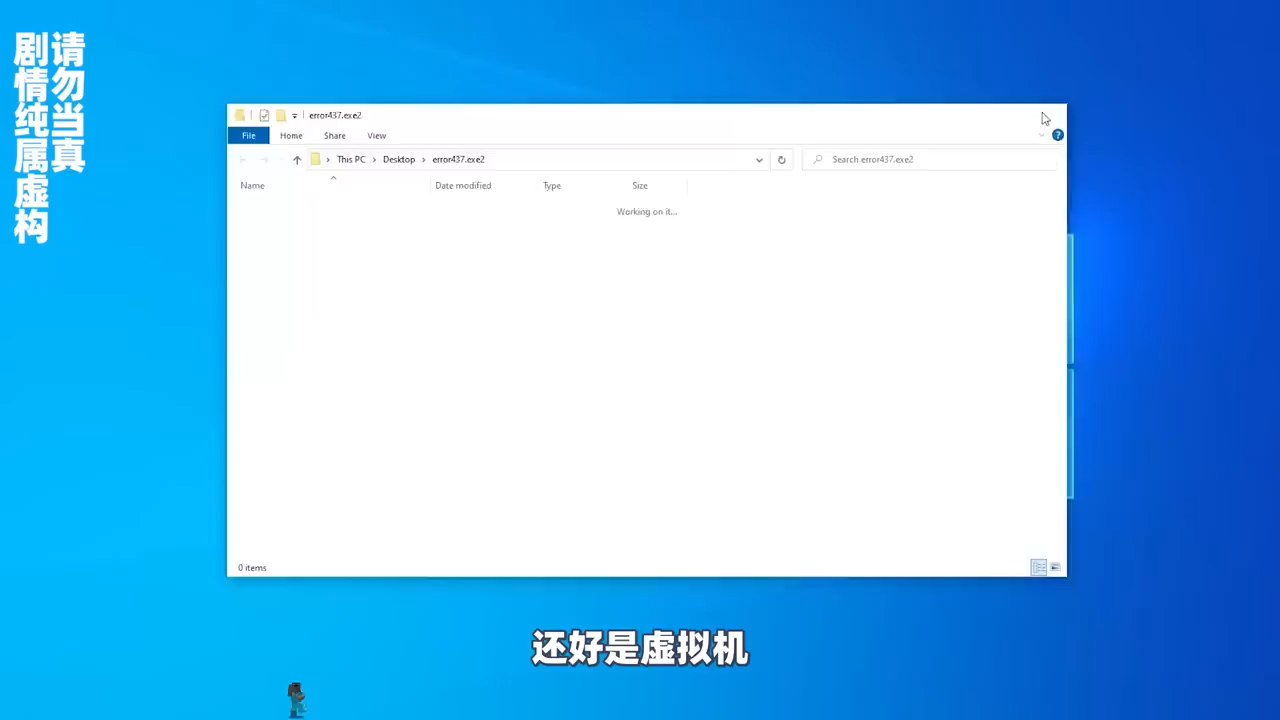 请勿当真
剧情纯属虚构
error437.exe2
File Home Share View
This PC Desktop error437.exe2
Search error437.exe2
Name Date modified Type Size
Working on it...
0 items
还好是虚拟机